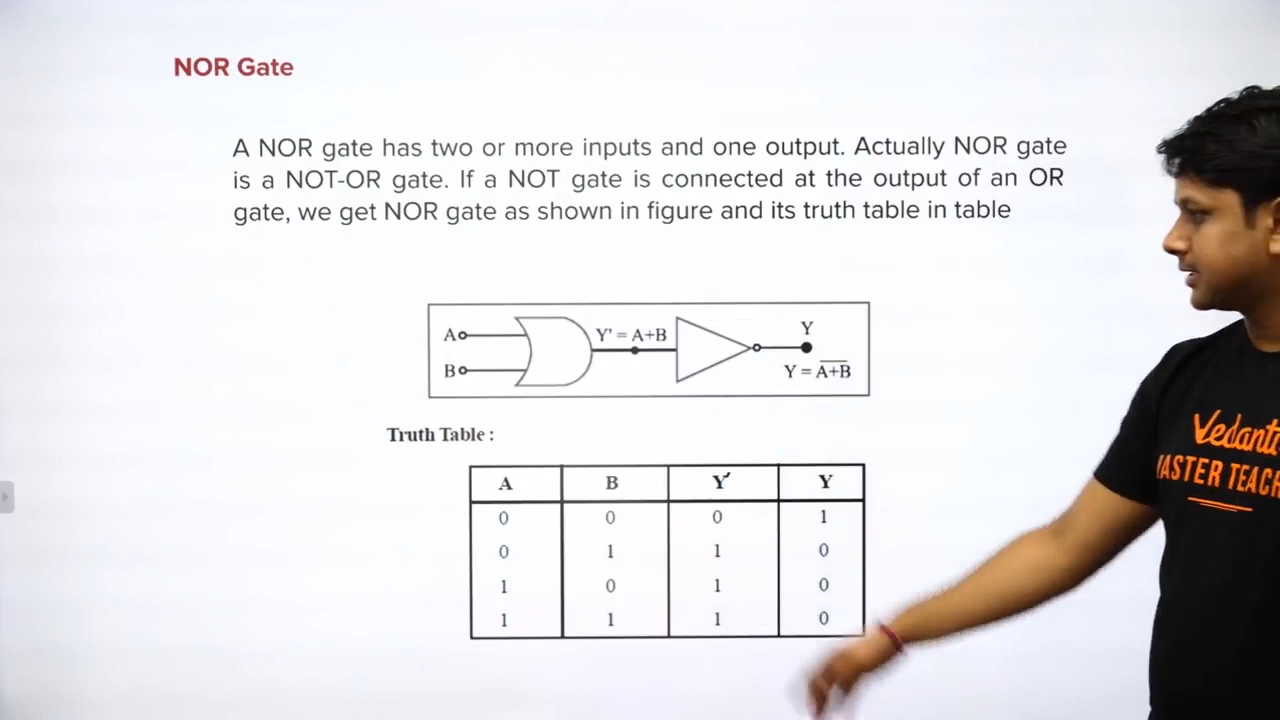 NOR Gate
A NOR gate has two or more inputs and one output. Actually NOR gate
is a NOT-OR gate. If a NOT gate is connected at the output of an OR
gate, we get NOR gate as shown in figure and its truth table in table
A
B
Y' = A+B
Y
Y = A̅+̅B̅
Truth Table :
A B Y' Y
0 0 0 1
0 1 1 0
1 0 1 0
1 1 1 0
Vedant
MASTER TEACH